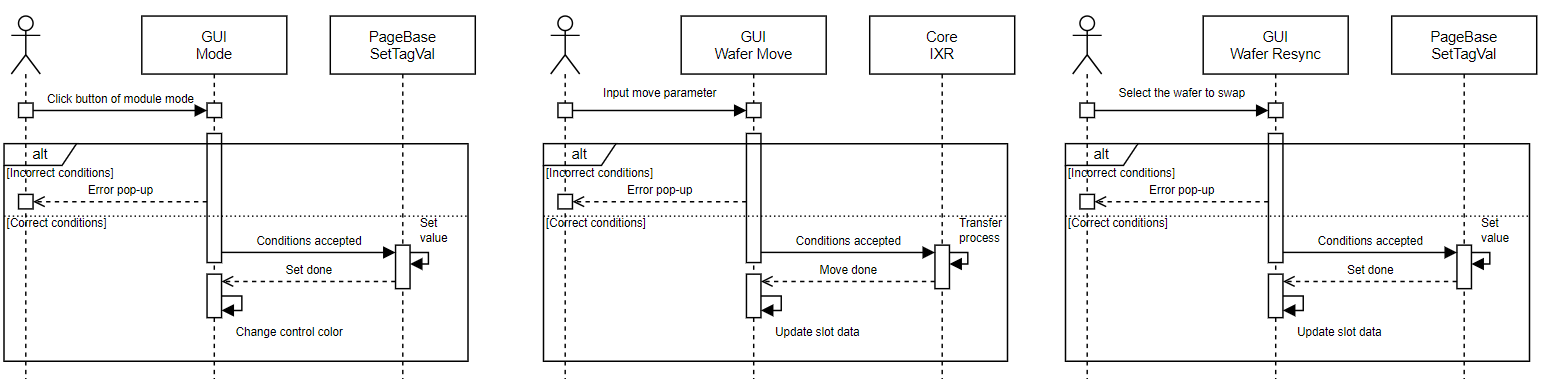 GUI
Mode
PageBase
SetTagVal
Click button of module mode
alt
[Incorrect conditions]
Error pop-up
[Correct conditions]
Set
value
Conditions accepted
Set done
Change control color
GUI
Wafer Move
Core
IXR
Input move parameter
alt
[Incorrect conditions]
Error pop-up
[Correct conditions]
Transfer
process
Conditions accepted
Move done
Update slot data
GUI
Wafer Resync
PageBase
SetTagVal
Select the wafer to swap
alt
[Incorrect conditions]
Error pop-up
[Correct conditions]
Set
value
Conditions accepted
Set done
Update slot data